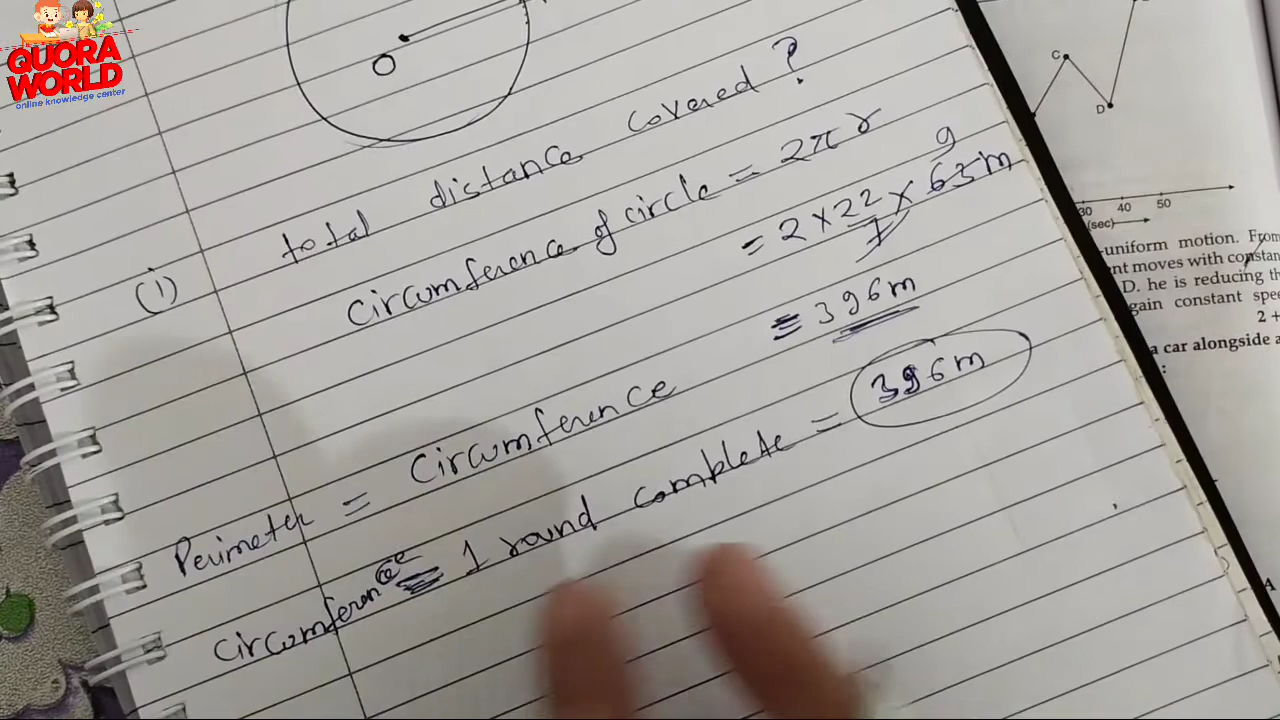 QUORA
WORLD
online knowledge center
O
total distance covered ?
(i)
circumference of circle = 2πr
= 2 × 22/7 × 63m
9
= 396m
396m
Perimeter = Circumference
circumference = 1 round complete =
C
D
30 40 50
(sec)
-uniform motion. From
nt moves with constan
D. he is reducing th
gain constant spe
2 +
a car alongside a
:
A